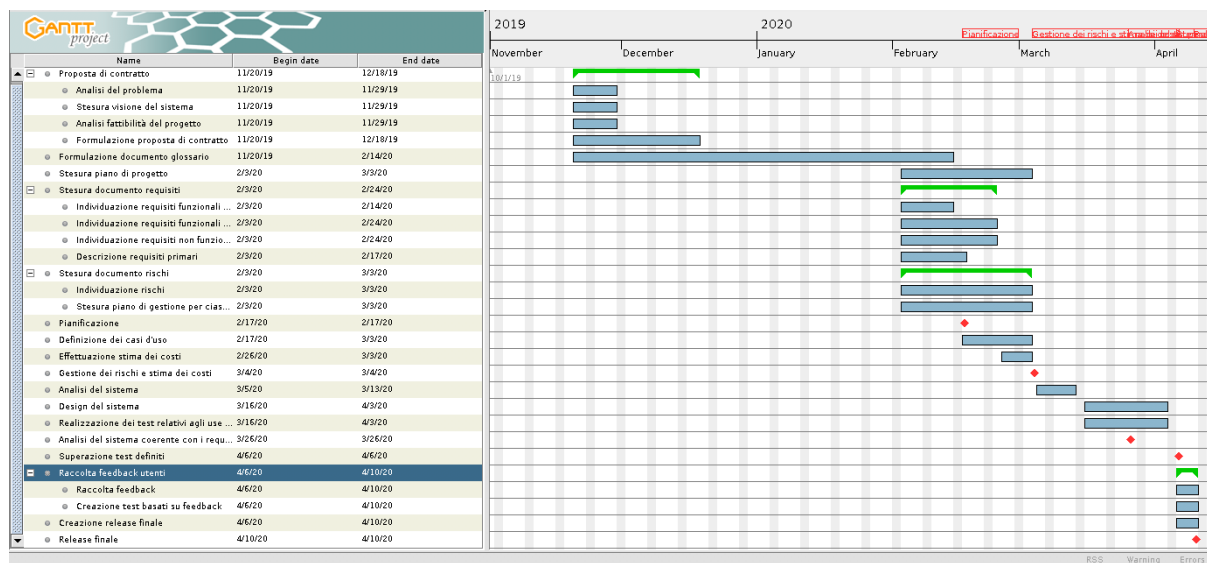 GANTT
project
2019 2020
Pianificazione Gestione dei rischi e
November December January February March April
Name Begin date End date
10/1/19
Proposta di contratto 11/20/19 12/18/19
Analisi del problema 11/20/19 11/29/19
Stesura visione del sistema 11/20/19 11/29/19
Analisi fattibilità del progetto 11/20/19 11/29/19
Formulazione proposta di contratto 11/20/19 12/18/19
Formulazione documento glossario 11/20/19 2/14/20
Stesura piano di progetto 2/3/20 3/3/20
Stesura documento requisiti 2/3/20 2/24/20
Individuazione requisiti funzionali ... 2/3/20 2/14/20
Individuazione requisiti funzionali ... 2/3/20 2/24/20
Individuazione requisiti non funzio... 2/3/20 2/24/20
Descrizione requisiti primari 2/3/20 2/17/20
Stesura documento rischi 2/3/20 3/3/20
Individuazione rischi 2/3/20 3/3/20
Stesura piano di gestione per cias... 2/3/20 3/3/20
Pianificazione 2/17/20 2/17/20
Definizione dei casi d'uso 2/17/20 3/3/20
Effettuazione stima dei costi 2/26/20 3/3/20
Gestione dei rischi e stima dei costi 3/4/20 3/4/20
Analisi del sistema 3/5/20 3/13/20
Design del sistema 3/16/20 4/3/20
Realizzazione dei test relativi agli use ... 3/16/20 4/3/20
Analisi del sistema coerente con i requ... 3/26/20 3/26/20
Superazione test definiti 4/6/20 4/6/20
Raccolta feedback utenti 4/6/20 4/10/20
Raccolta feedback 4/6/20 4/10/20
Creazione test basati su feedback 4/6/20 4/10/20
Creazione release finale 4/6/20 4/10/20
Release finale 4/10/20 4/10/20
RSS Warning Errors